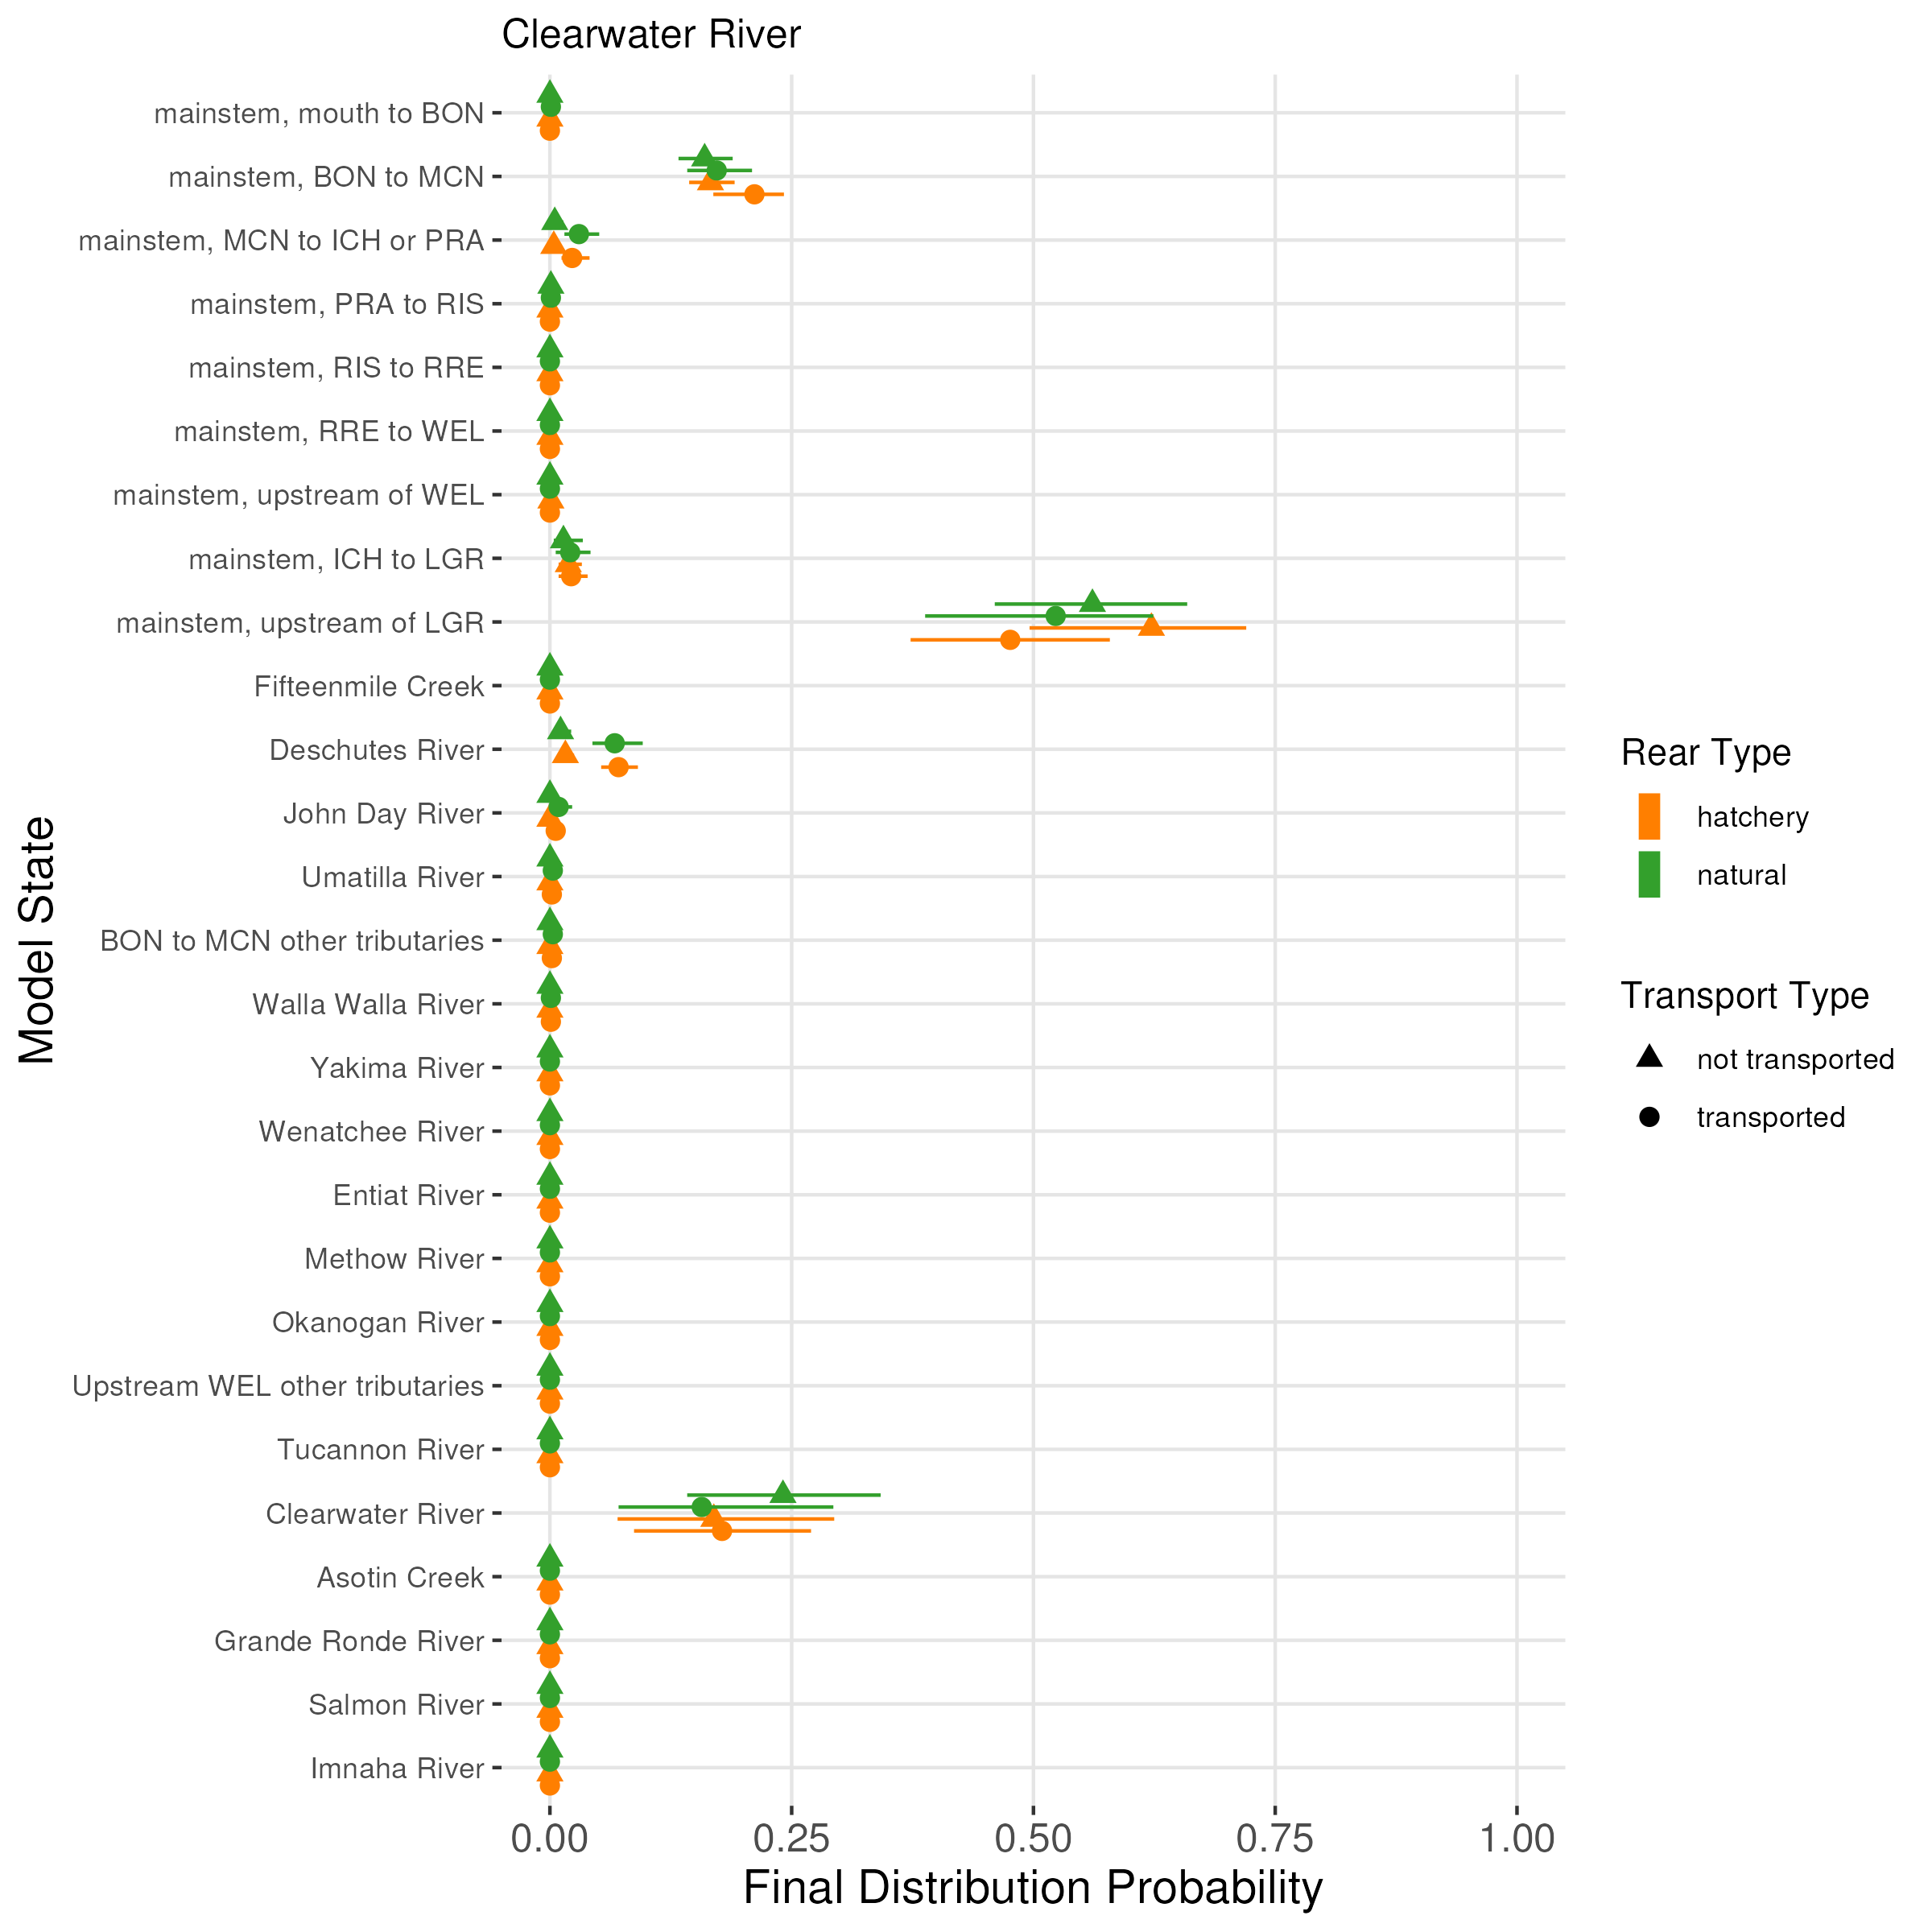 Clearwater River
mainstem, mouth to BON
mainstem, BON to MCN
mainstem, MCN to ICH or PRA
mainstem, PRA to RIS
mainstem, RIS to RRE
mainstem, RRE to WEL
mainstem, upstream of WEL
mainstem, ICH to LGR
mainstem, upstream of LGR
Fifteenmile Creek
Deschutes River
John Day River
Umatilla River
BON to MCN other tributaries
Walla Walla River
Yakima River
Wenatchee River
Entiat River
Methow River
Okanogan River
Upstream WEL other tributaries
Tucannon River
Clearwater River
Asotin Creek
Grande Ronde River
Salmon River
Imnaha River
Model State
0.00 0.25 0.50 0.75 1.00
Final Distribution Probability
Rear Type
hatchery
natural
Transport Type
not transported
transported